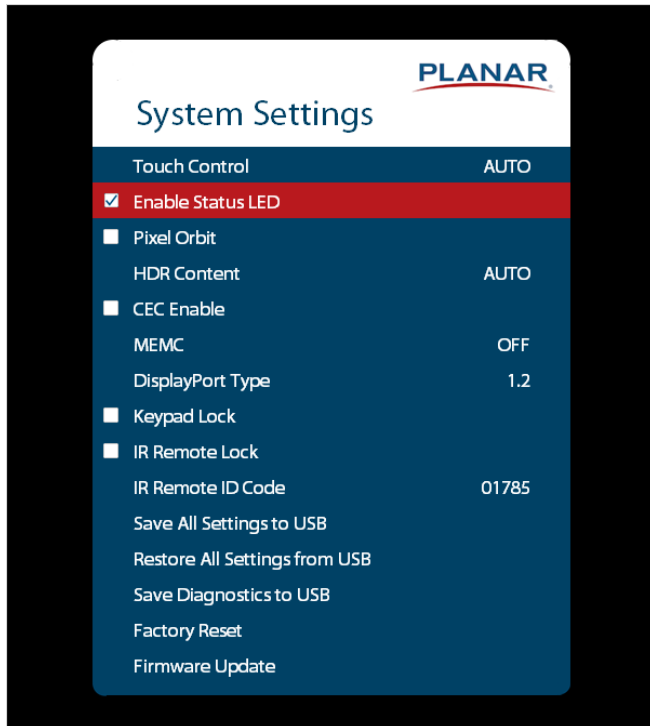 PLANAR
System Settings
Touch Control AUTO
Enable Status LED
Pixel Orbit
HDR Content AUTO
CEC Enable
MEMC OFF
DisplayPort Type 1.2
Keypad Lock
IR Remote Lock
IR Remote ID Code 01785
Save All Settings to USB
Restore All Settings from USB
Save Diagnostics to USB
Factory Reset
Firmware Update